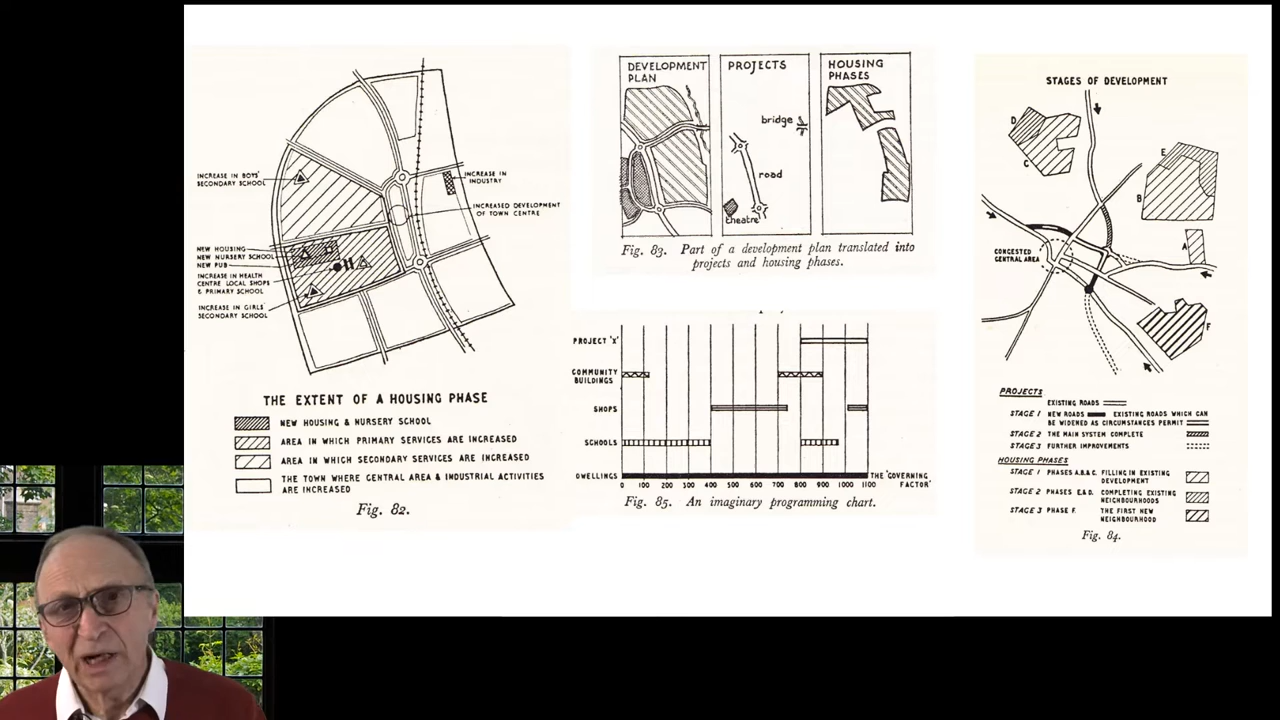 INCREASE IN BOYS'
SECONDARY SCHOOL
INCREASE IN
INDUSTRY
INCREASED DEVELOPMENT
OF TOWN CENTRE
NEW HOUSING
NEW NURSERY SCHOOL
NEW PUB
INCREASE IN HEALTH
CENTRE LOCAL SHOPS
& PRIMARY SCHOOL
INCREASE IN GIRLS'
SECONDARY SCHOOL
THE EXTENT OF A HOUSING PHASE
NEW HOUSING & NURSERY SCHOOL
AREA IN WHICH PRIMARY SERVICES ARE INCREASED
AREA IN WHICH SECONDARY SERVICES ARE INCREASED
THE TOWN WHERE CENTRAL AREA & INDUSTRIAL ACTIVITIES
ARE INCREASED
Fig. 82.
DEVELOPMENT
PLAN
PROJECTS
bridge
road
theatre
HOUSING
PHASES
Fig. 83. Part of a development plan translated into
projects and housing phases.
PROJECT 'X'
COMMUNITY
BUILDINGS
SHOPS
SCHOOLS
DWELLINGS
THE 'GOVERNING
FACTOR'
0 100 200 300 400 500 600 700 800 900 1000 1100
Fig. 85. An imaginary programming chart.
STAGES OF DEVELOPMENT
D
C
E
B
A
CONGESTED
CENTRAL AREA
F
PROJECTS
EXISTING ROADS
STAGE 1 NEW ROADS EXISTING ROADS WHICH CAN
BE WIDENED AS CIRCUMSTANCES PERMIT
STAGE 2 THE MAIN SYSTEM COMPLETE
STAGE 3 FURTHER IMPROVEMENTS
HOUSING PHASES
STAGE 1 PHASES A.B.& C. FILLING IN EXISTING
DEVELOPMENT
STAGE 2 PHASES E.& D. COMPLETING EXISTING
NEIGHBOURHOODS
STAGE 3 PHASE F. THE FIRST NEW
NEIGHBOURHOOD
Fig. 84.